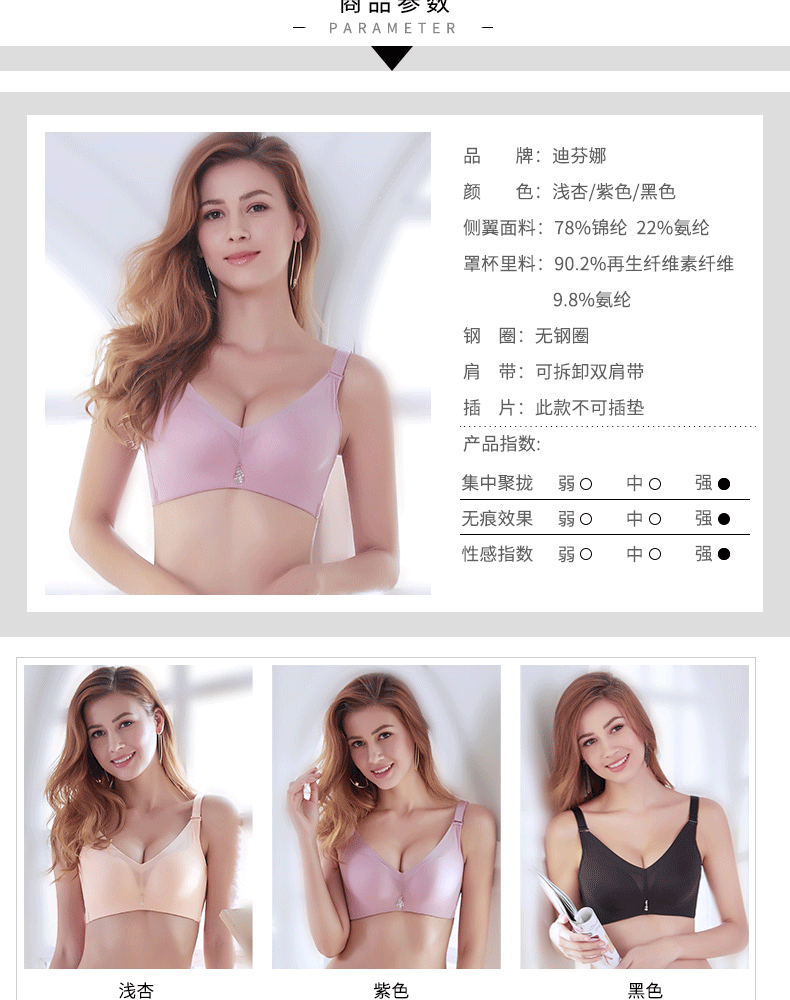 商品参数
PARAMETER
品 牌：迪芬娜
颜 色：浅杏/紫色/黑色
侧翼面料：78%锦纶 22%氨纶
罩杯里料：90.2%再生纤维素纤维
9.8%氨纶
钢 圈：无钢圈
肩 带：可拆卸双肩带
插 片：此款不可插垫
产品指数:
集中聚拢 弱○ 中○ 强●
无痕效果 弱○ 中○ 强●
性感指数 弱○ 中○ 强●
浅杏 紫色 黑色